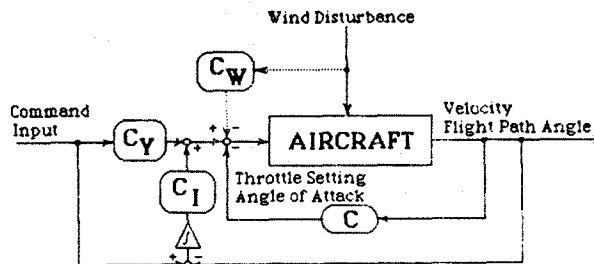 Wind Disturbance
C_W
Command
Input
Velocity
Flight Path Angle
C_Y
+
+
+
−
AIRCRAFT
Throttle Setting
Angle of Attack
C_I
C
∫
+
−